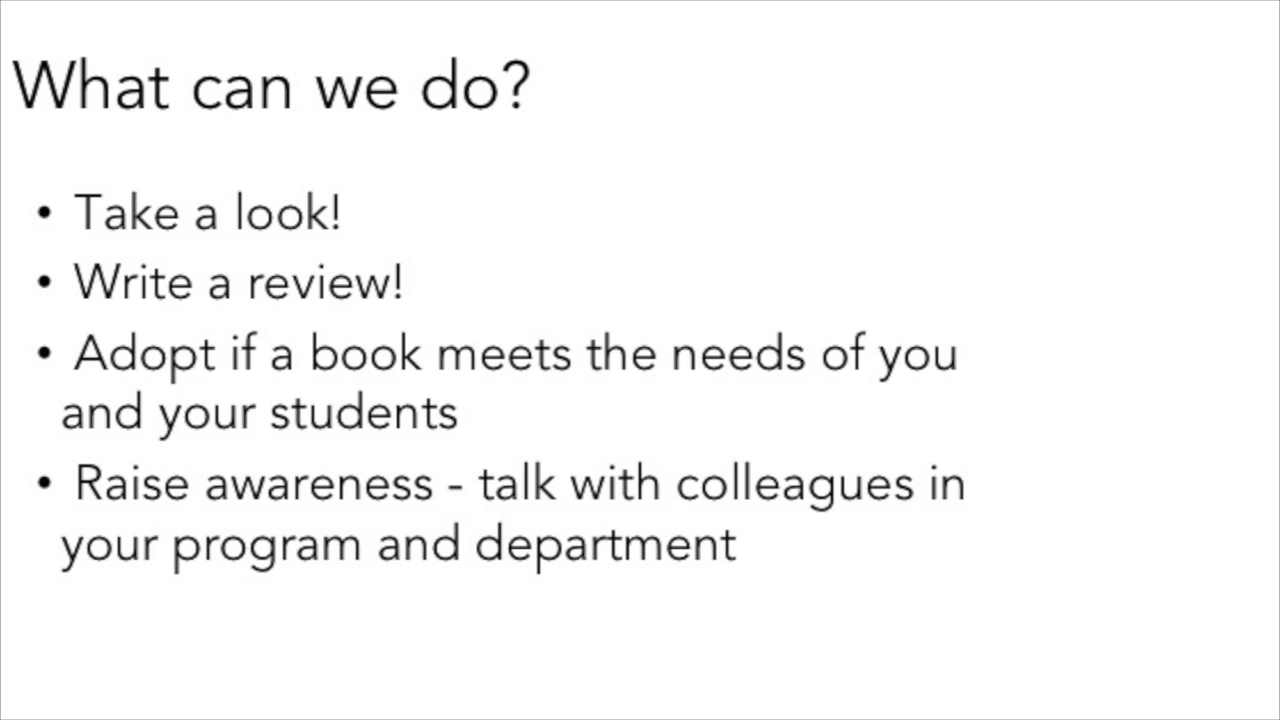 What can we do?
• Take a look!
• Write a review!
• Adopt if a book meets the needs of you
and your students
• Raise awareness - talk with colleagues in
your program and department